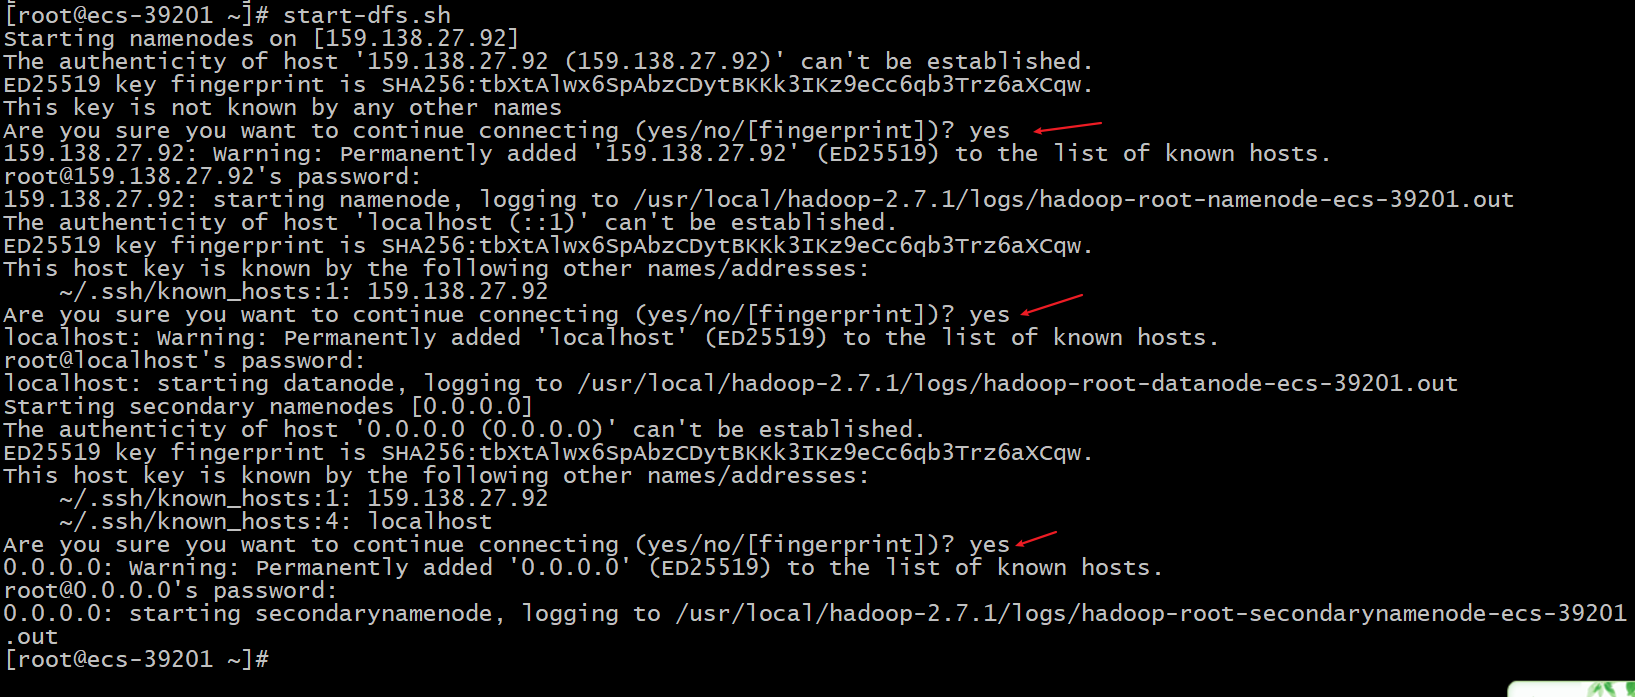 [root@ecs-39201 ~]# start-dfs.sh
Starting namenodes on [159.138.27.92]
The authenticity of host '159.138.27.92 (159.138.27.92)' can't be established.
ED25519 key fingerprint is SHA256:tbXtAlwx6SpAbzCDytBKKk3IKz9eCc6qb3Trz6aXCqw.
This key is not known by any other names
Are you sure you want to continue connecting (yes/no/[fingerprint])? yes
159.138.27.92: Warning: Permanently added '159.138.27.92' (ED25519) to the list of known hosts.
root@159.138.27.92's password:
159.138.27.92: starting namenode, logging to /usr/local/hadoop-2.7.1/logs/hadoop-root-namenode-ecs-39201.out
The authenticity of host 'localhost (::1)' can't be established.
ED25519 key fingerprint is SHA256:tbXtAlwx6SpAbzCDytBKKk3IKz9eCc6qb3Trz6aXCqw.
This host key is known by the following other names/addresses:
    ~/.ssh/known_hosts:1: 159.138.27.92
Are you sure you want to continue connecting (yes/no/[fingerprint])? yes
localhost: Warning: Permanently added 'localhost' (ED25519) to the list of known hosts.
root@localhost's password:
localhost: starting datanode, logging to /usr/local/hadoop-2.7.1/logs/hadoop-root-datanode-ecs-39201.out
Starting secondary namenodes [0.0.0.0]
The authenticity of host '0.0.0.0 (0.0.0.0)' can't be established.
ED25519 key fingerprint is SHA256:tbXtAlwx6SpAbzCDytBKKk3IKz9eCc6qb3Trz6aXCqw.
This host key is known by the following other names/addresses:
    ~/.ssh/known_hosts:1: 159.138.27.92
    ~/.ssh/known_hosts:4: localhost
Are you sure you want to continue connecting (yes/no/[fingerprint])? yes
0.0.0.0: Warning: Permanently added '0.0.0.0' (ED25519) to the list of known hosts.
root@0.0.0.0's password:
0.0.0.0: starting secondarynamenode, logging to /usr/local/hadoop-2.7.1/logs/hadoop-root-secondarynamenode-ecs-39201
.out
[root@ecs-39201 ~]#